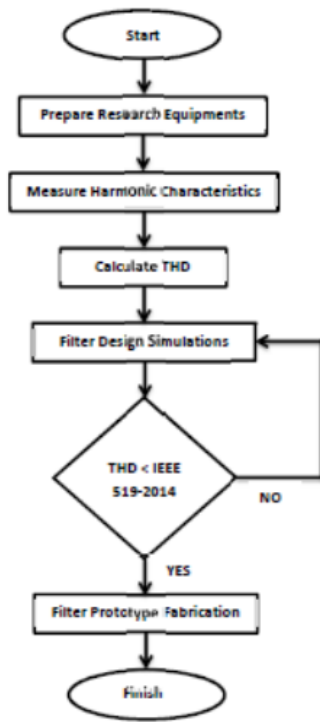 Start
Prepare Research Equipments
Measure Harmonic Characteristics
Calculate THD
Filter Design Simulations
THD < IEEE
519-2014
NO
YES
Filter Prototype Fabrication
Finish